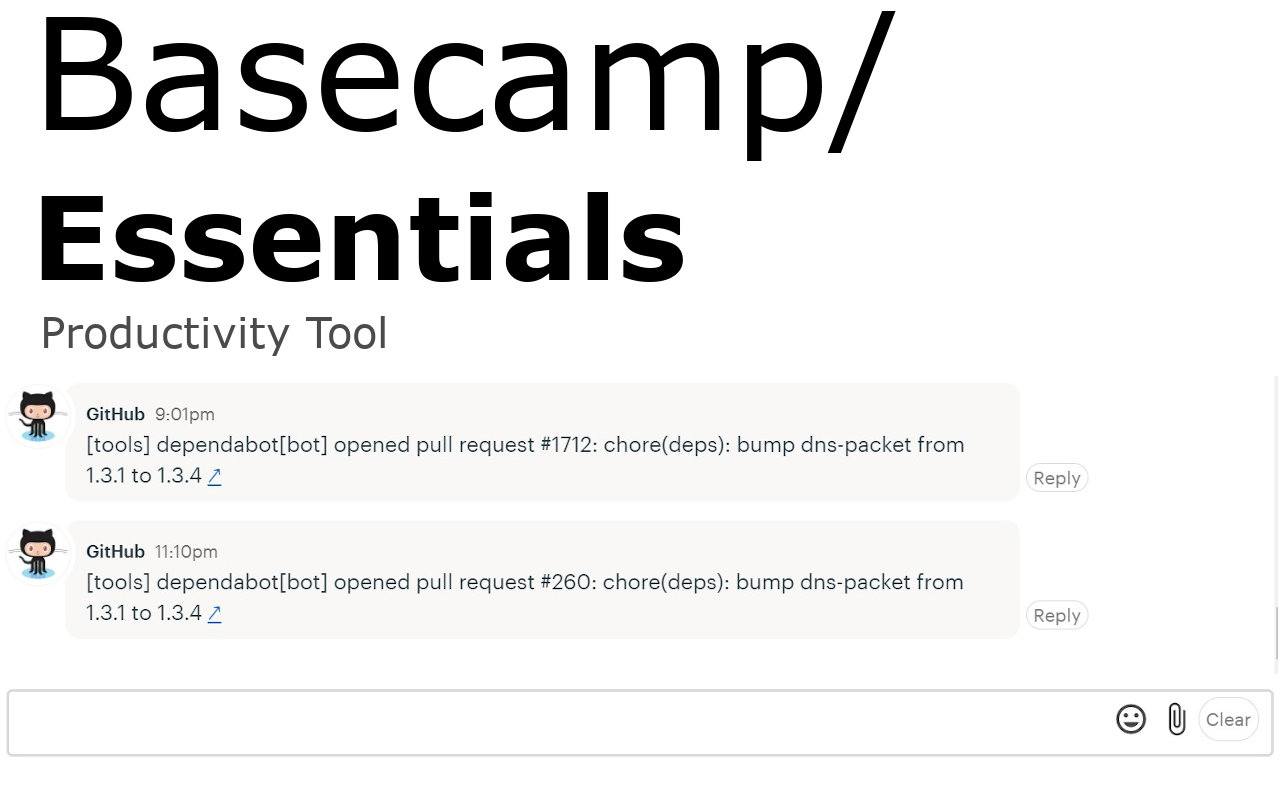 Basecamp/
Essentials
Productivity Tool
GitHub 9:01pm
[tools] dependabot[bot] opened pull request #1712: chore(deps): bump dns-packet from
1.3.1 to 1.3.4 ↗
Reply
GitHub 11:10pm
[tools] dependabot[bot] opened pull request #260: chore(deps): bump dns-packet from
1.3.1 to 1.3.4 ↗
Reply
Clear